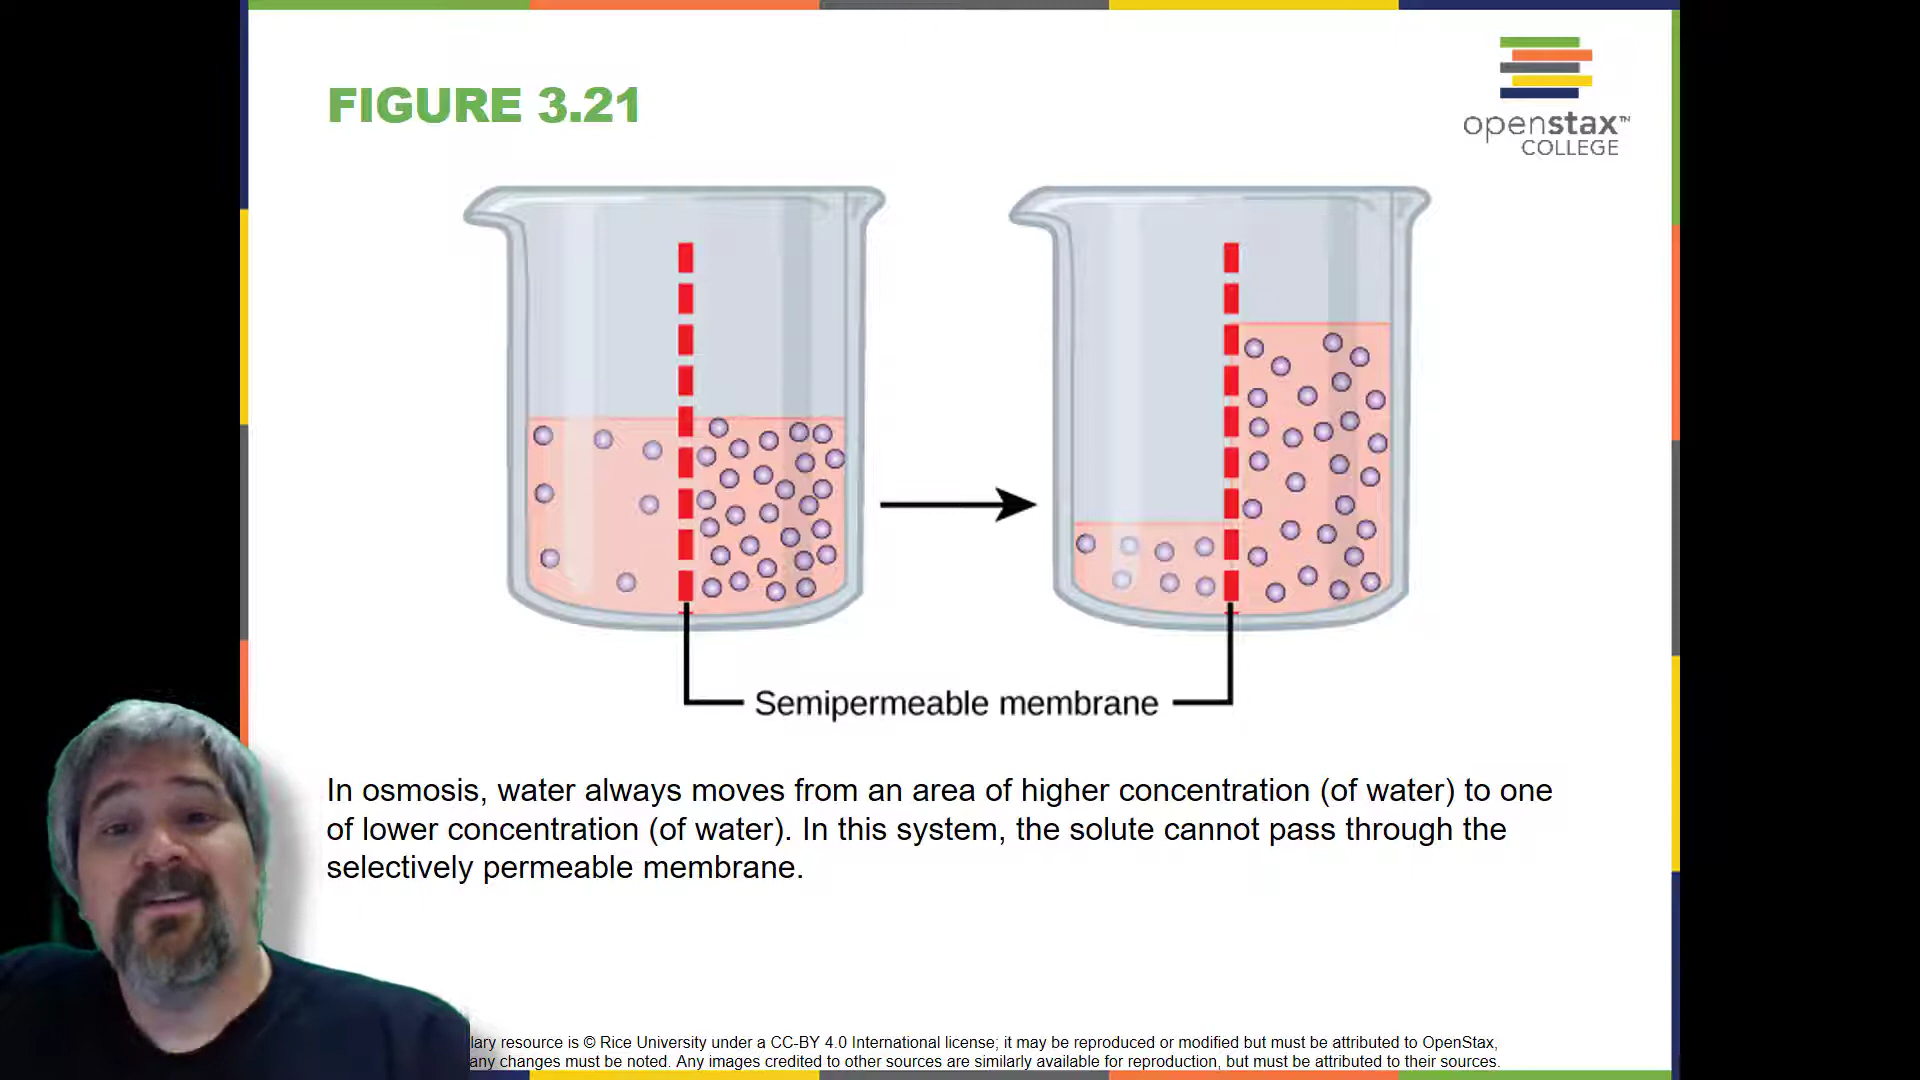 FIGURE 3.21
openstax™
COLLEGE
Semipermeable membrane
In osmosis, water always moves from an area of higher concentration (of water) to one
of lower concentration (of water). In this system, the solute cannot pass through the
selectively permeable membrane.
resource is © Rice University under a CC-BY 4.0 International license; it may be reproduced or modified but must be attributed to OpenStax,
any changes must be noted. Any images credited to other sources are similarly available for reproduction, but must be attributed to their sources.